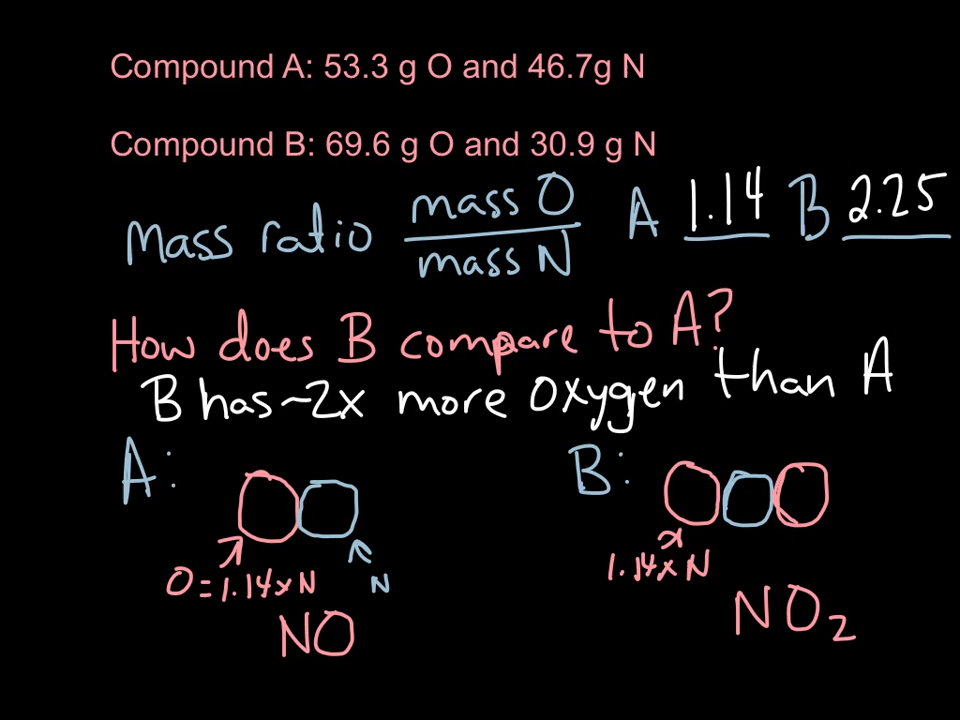 Compound A: 53.3 g O and 46.7g N
Compound B: 69.6 g O and 30.9 g N
Mass ratio mass O / mass N A 1.14 B 2.25
How does B compare to A?
B has ~2x more oxygen than A
A: B:
O = 1.14 x N N 1.14 x N
NO NO₂